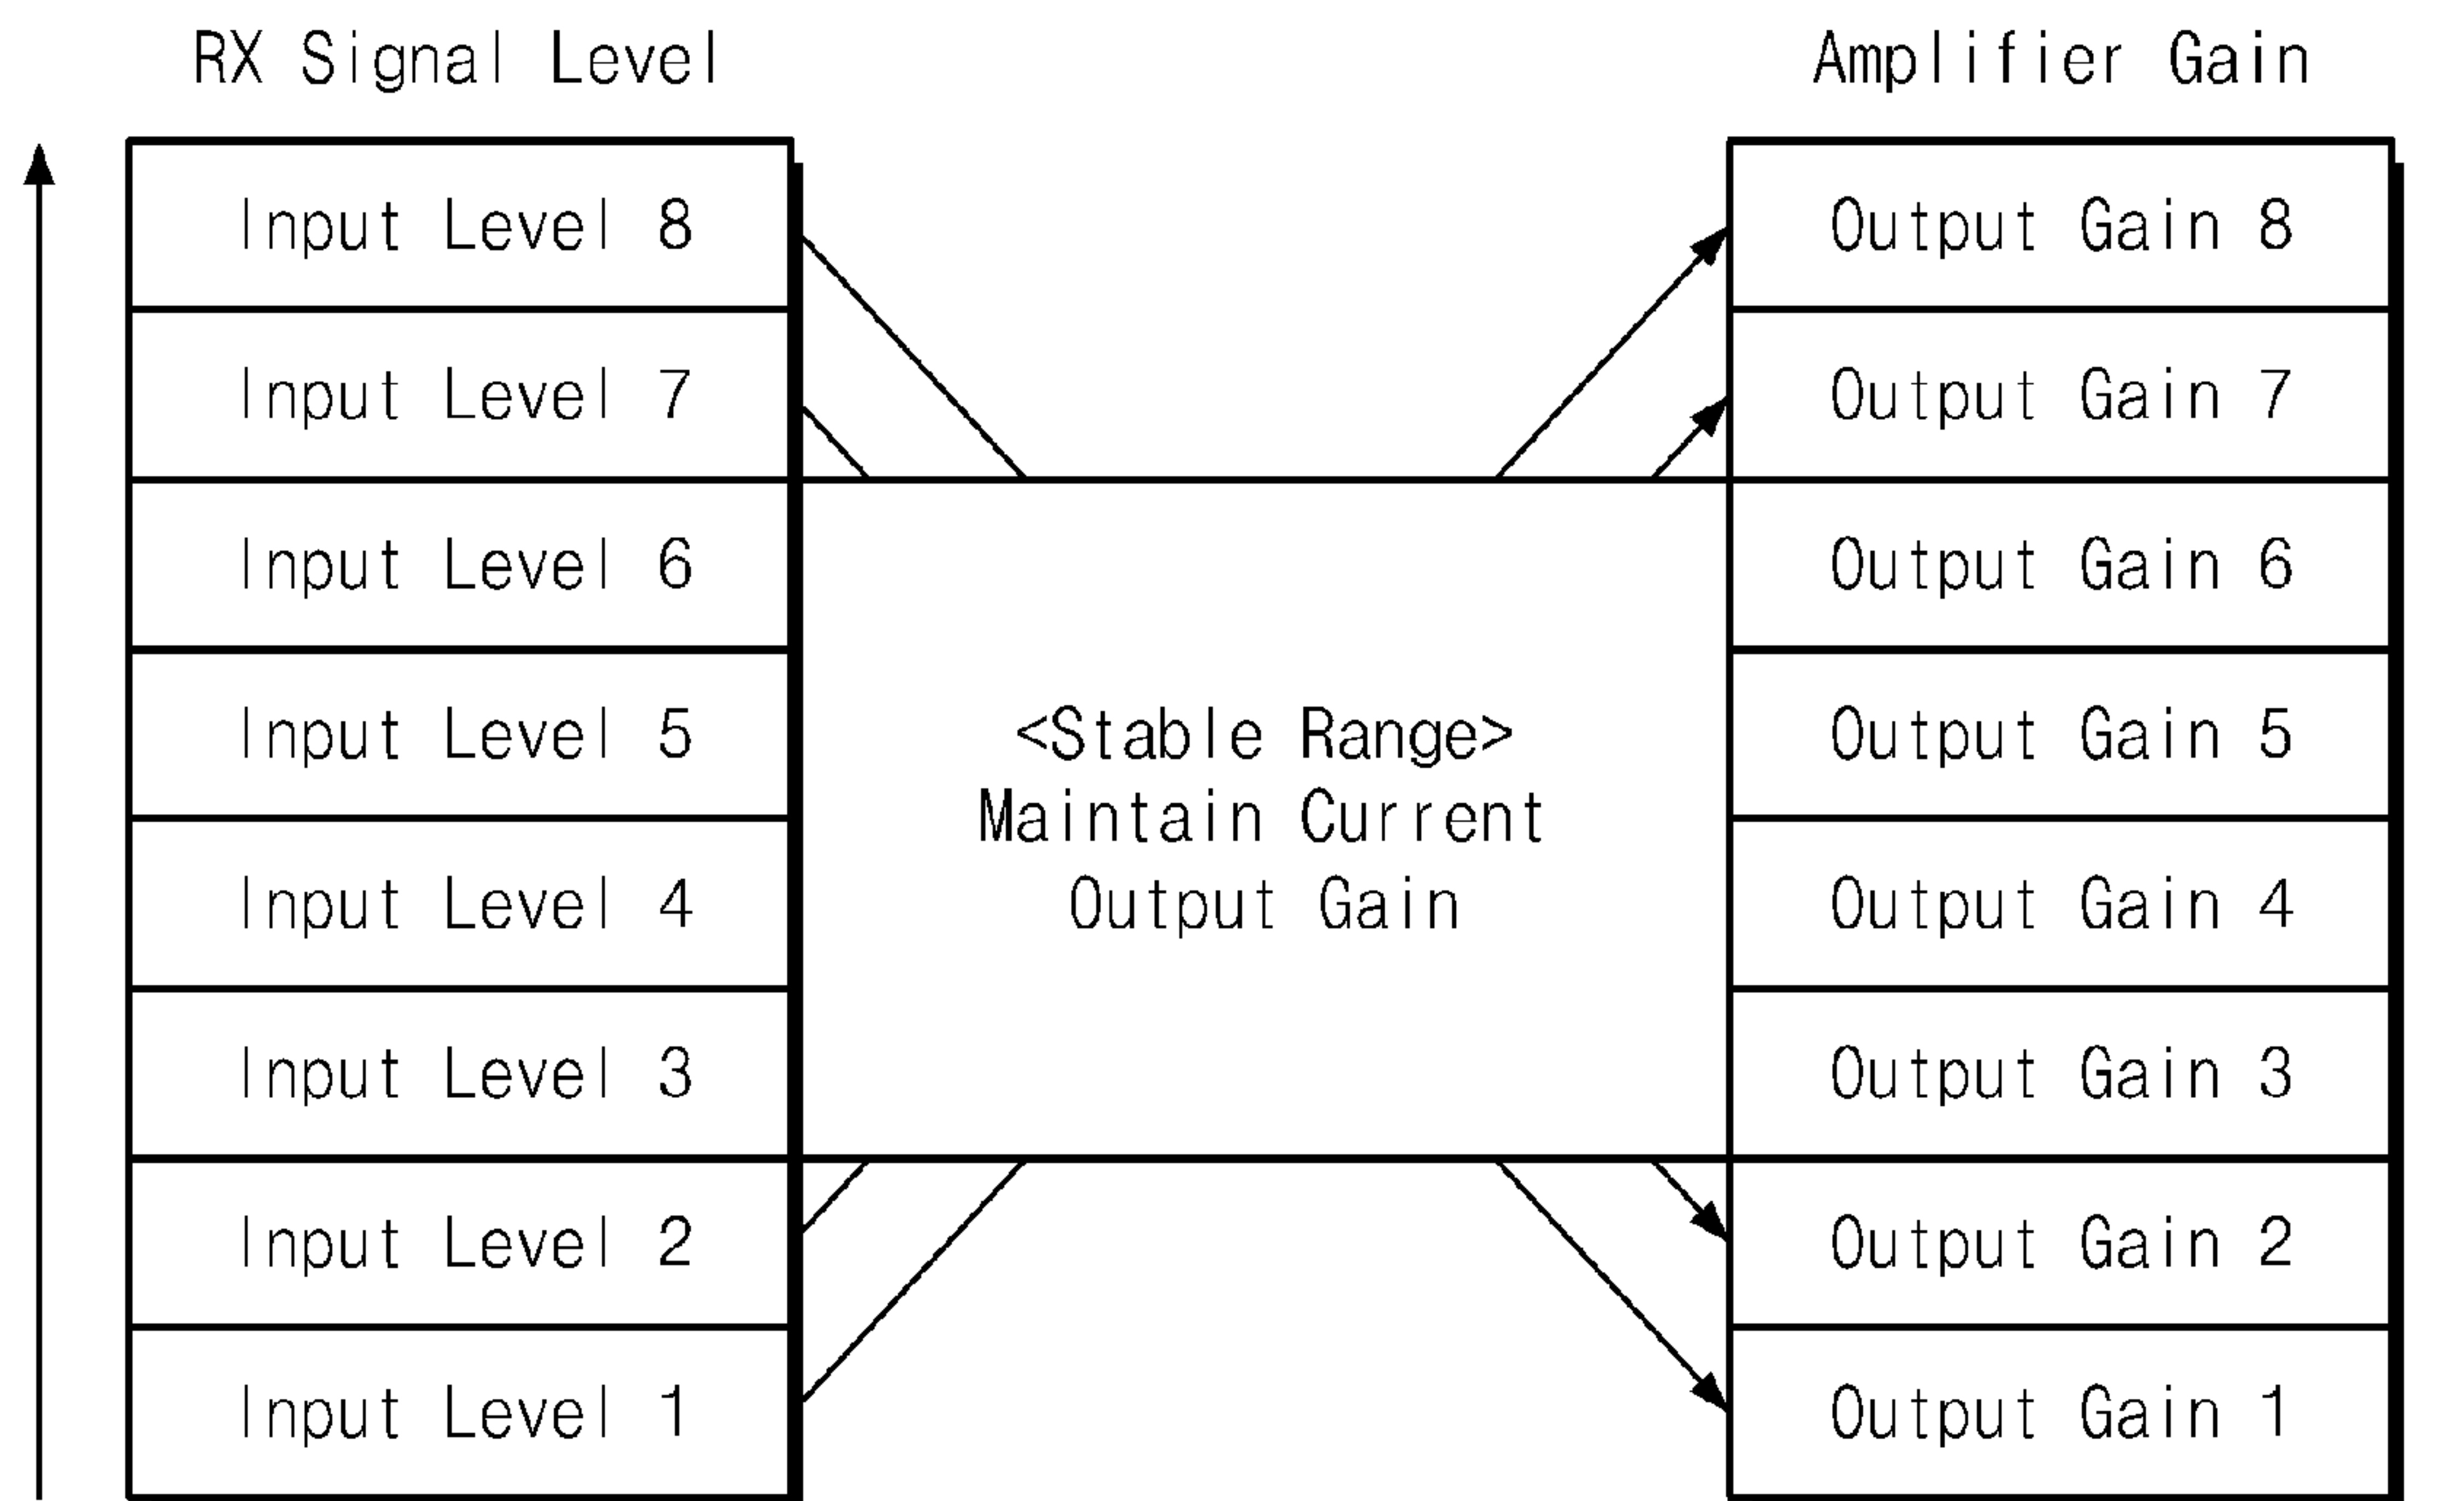 RX Signal Level
Input Level 8
Input Level 7
Input Level 6
Input Level 5
Input Level 4
Input Level 3
Input Level 2
Input Level 1
<Stable Range>
Maintain Current
Output Gain
Amplifier Gain
Output Gain 8
Output Gain 7
Output Gain 6
Output Gain 5
Output Gain 4
Output Gain 3
Output Gain 2
Output Gain 1